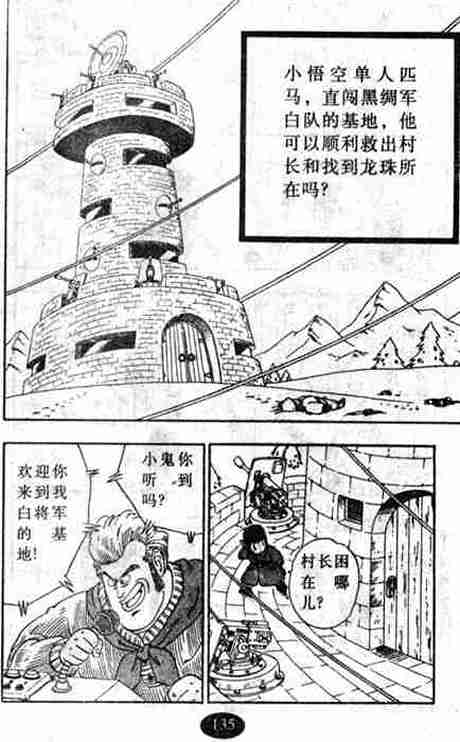 小悟空单人匹
马，直闯黑绸军
白队的基地，他
可以顺利救出村
长和找到龙珠所
在吗？
小鬼你
听到
吗？
欢迎你
来到我
白将军
的基
地！
村长困
在哪
儿？
135